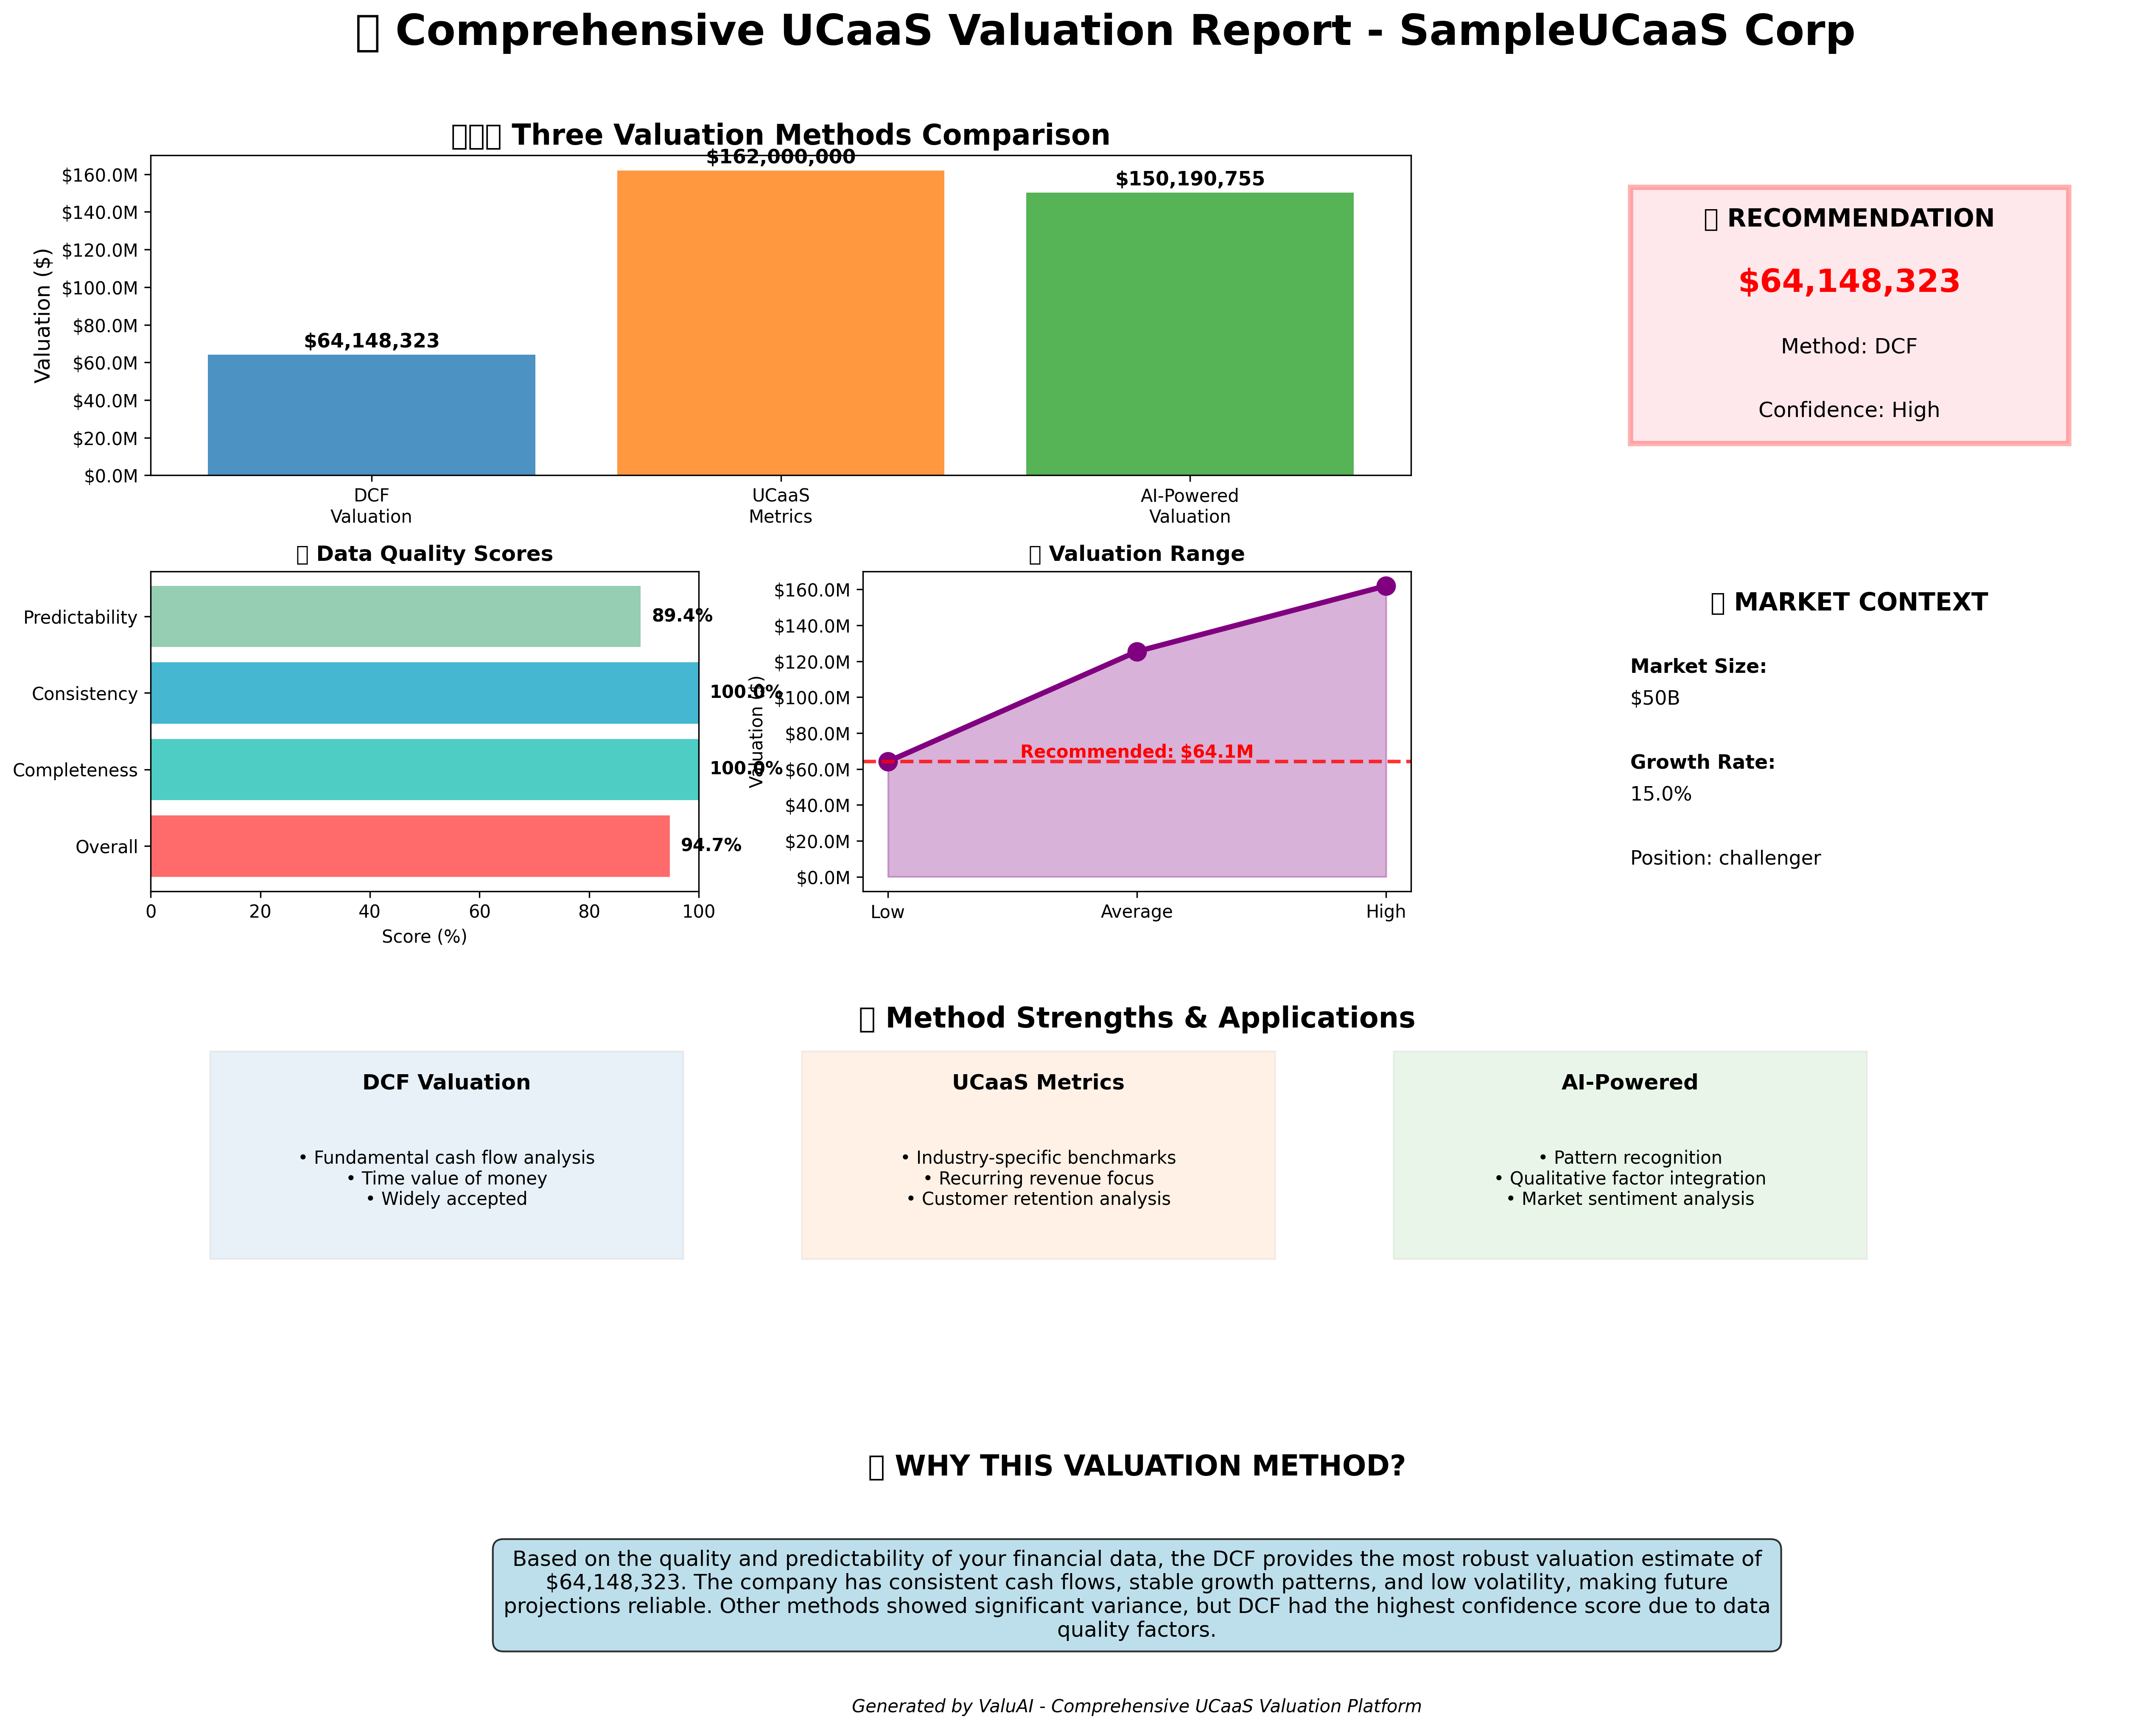 ▯ Comprehensive UCaaS Valuation Report - SampleUCaaS Corp
▯▯▯ Three Valuation Methods Comparison
Valuation ($)
$160.0M
$140.0M
$120.0M
$100.0M
$80.0M
$60.0M
$40.0M
$20.0M
$0.0M
$64,148,323
$162,000,000
$150,190,755
DCF
Valuation
UCaaS
Metrics
AI-Powered
Valuation
▯ RECOMMENDATION
$64,148,323
Method: DCF
Confidence: High
▯ Data Quality Scores
Predictability
89.4%
Consistency
100.0%
Completeness
100.0%
Overall
94.7%
0 20 40 60 80 100
Score (%)
▯ Valuation Range
Valuation ($)
$160.0M
$140.0M
$120.0M
$100.0M
$80.0M
$60.0M
$40.0M
$20.0M
$0.0M
Recommended: $64.1M
Low Average High
▯ MARKET CONTEXT
Market Size:
$50B
Growth Rate:
15.0%
Position: challenger
▯ Method Strengths & Applications
DCF Valuation
• Fundamental cash flow analysis
• Time value of money
• Widely accepted
UCaaS Metrics
• Industry-specific benchmarks
• Recurring revenue focus
• Customer retention analysis
AI-Powered
• Pattern recognition
• Qualitative factor integration
• Market sentiment analysis
▯ WHY THIS VALUATION METHOD?
Based on the quality and predictability of your financial data, the DCF provides the most robust valuation estimate of
$64,148,323. The company has consistent cash flows, stable growth patterns, and low volatility, making future
projections reliable. Other methods showed significant variance, but DCF had the highest confidence score due to data
quality factors.
Generated by ValuAI - Comprehensive UCaaS Valuation Platform